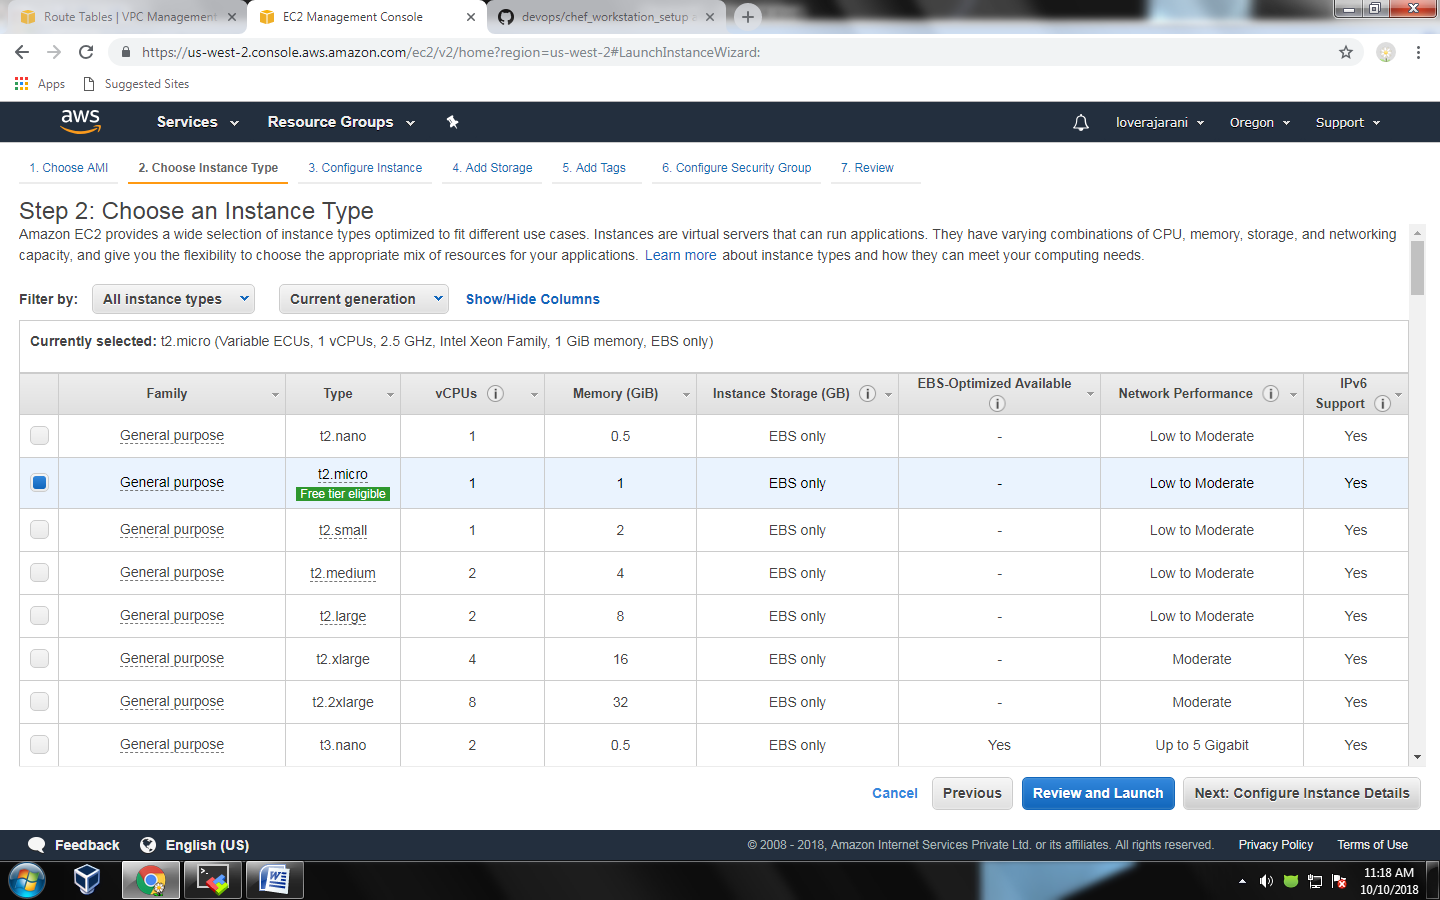 Route Tables | VPC Management
EC2 Management Console
devops/chef_workstation_setup
https://us-west-2.console.aws.amazon.com/ec2/v2/home?region=us-west-2#LaunchInstanceWizard:
Apps
Suggested Sites
aws
Services
Resource Groups
loverajarani
Oregon
Support
1. Choose AMI
2. Choose Instance Type
3. Configure Instance
4. Add Storage
5. Add Tags
6. Configure Security Group
7. Review
Step 2: Choose an Instance Type
Amazon EC2 provides a wide selection of instance types optimized to fit different use cases. Instances are virtual servers that can run applications. They have varying combinations of CPU, memory, storage, and networking
capacity, and give you the flexibility to choose the appropriate mix of resources for your applications. Learn more about instance types and how they can meet your computing needs.
Filter by: All instance types Current generation Show/Hide Columns
Currently selected: t2.micro (Variable ECUs, 1 vCPUs, 2.5 GHz, Intel Xeon Family, 1 GiB memory, EBS only)
Family Type vCPUs Memory (GiB) Instance Storage (GB) EBS-Optimized Available Network Performance IPv6 Support
General purpose t2.nano 1 0.5 EBS only - Low to Moderate Yes
General purpose t2.micro 1 1 EBS only - Low to Moderate Yes
Free tier eligible
General purpose t2.small 1 2 EBS only - Low to Moderate Yes
General purpose t2.medium 2 4 EBS only - Low to Moderate Yes
General purpose t2.large 2 8 EBS only - Low to Moderate Yes
General purpose t2.xlarge 4 16 EBS only - Moderate Yes
General purpose t2.2xlarge 8 32 EBS only - Moderate Yes
General purpose t3.nano 2 0.5 EBS only Yes Up to 5 Gigabit Yes
Cancel
Previous
Review and Launch
Next: Configure Instance Details
Feedback
English (US)
© 2008 - 2018, Amazon Internet Services Private Ltd. or its affiliates. All rights reserved.
Privacy Policy
Terms of Use
11:18 AM
10/10/2018